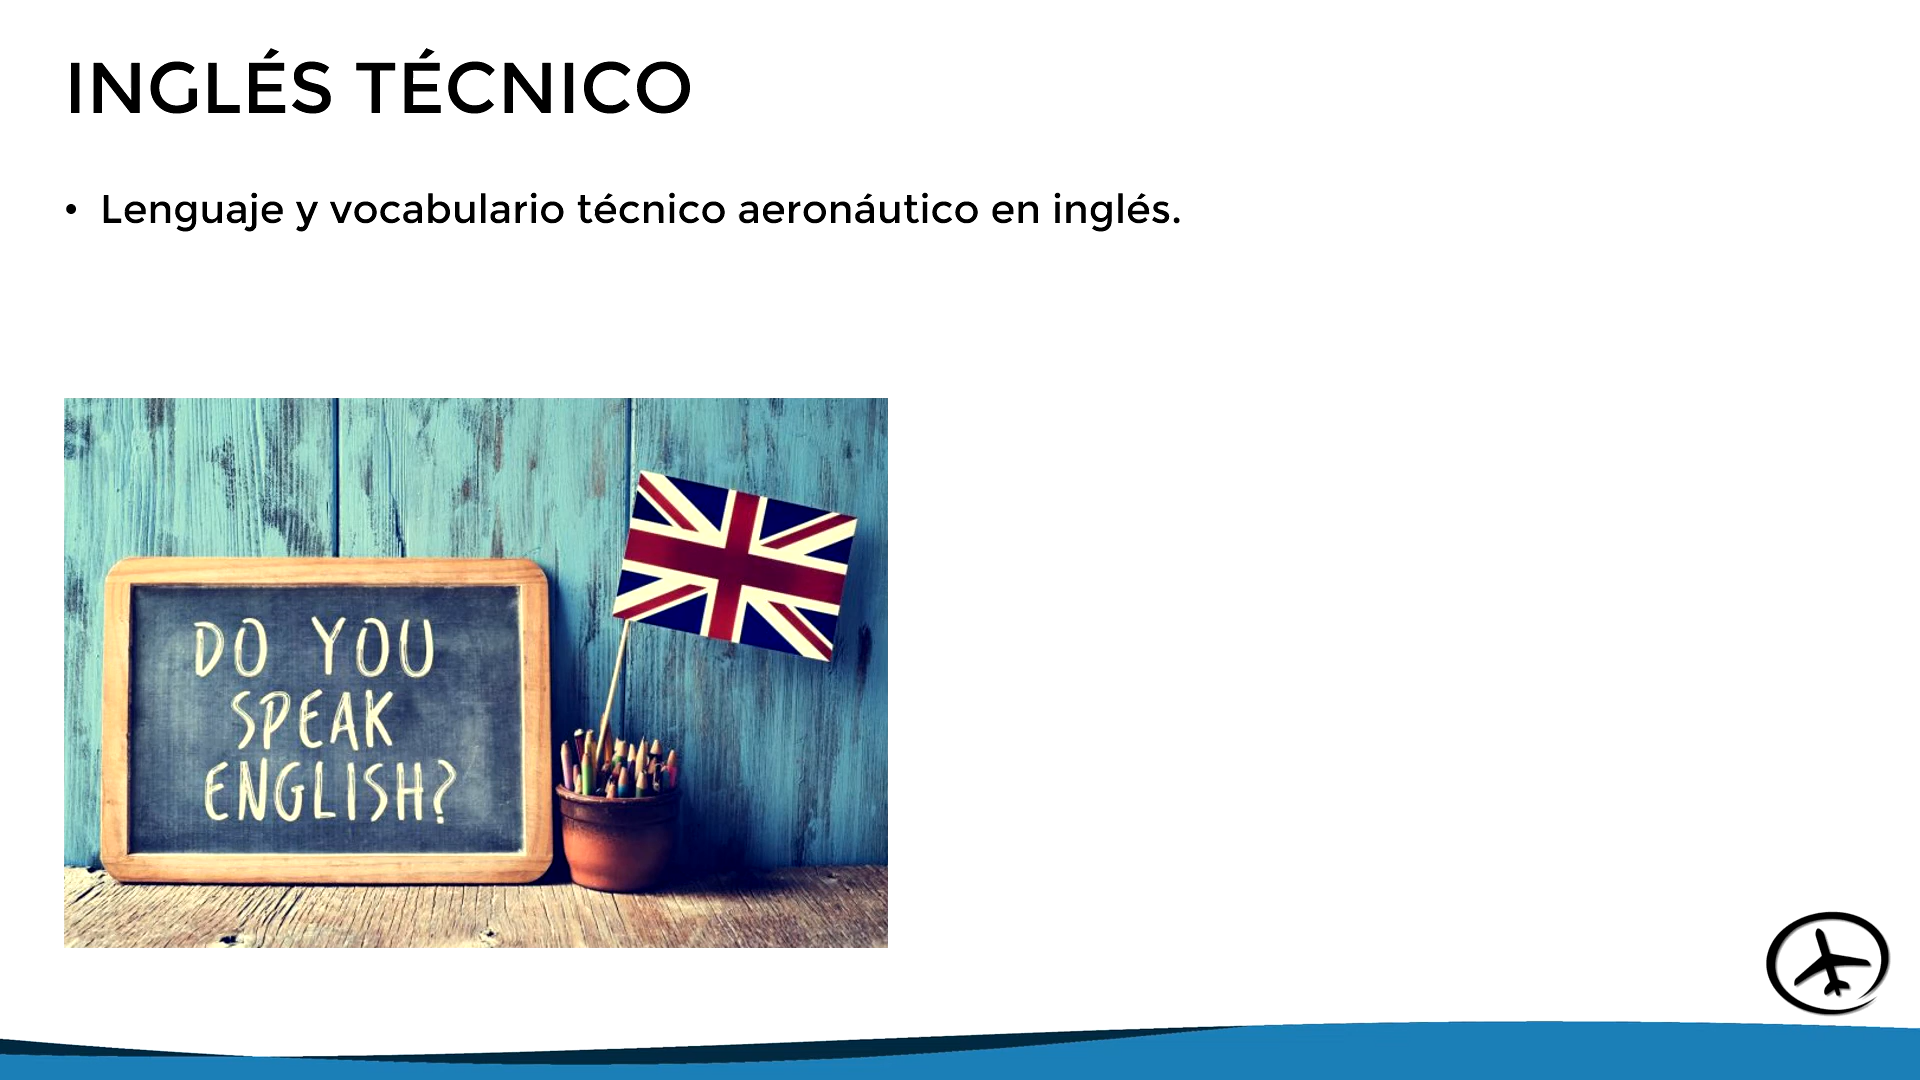 INGLÉS TÉCNICO
• Lenguaje y vocabulario técnico aeronáutico en inglés.
DO YOU
SPEAK
ENGLISH?